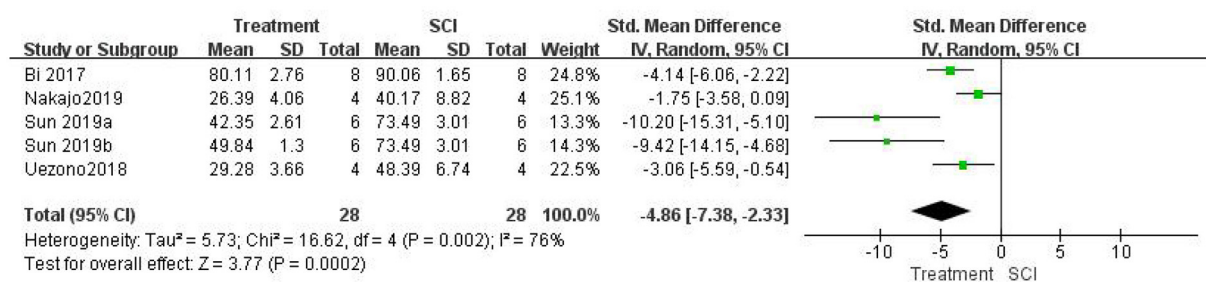 Treatment SCI Std. Mean Difference Std. Mean Difference
Study or Subgroup Mean SD Total Mean SD Total Weight IV, Random, 95% CI IV, Random, 95% CI
Bi 2017 80.11 2.76 8 90.06 1.65 8 24.8% -4.14 [-6.06, -2.22]
Nakajo2019 26.39 4.06 4 40.17 8.82 4 25.1% -1.75 [-3.58, 0.09]
Sun 2019a 42.35 2.61 6 73.49 3.01 6 13.3% -10.20 [-15.31, -5.10]
Sun 2019b 49.84 1.3 6 73.49 3.01 6 14.3% -9.42 [-14.15, -4.68]
Uezono2018 29.28 3.66 4 48.39 6.74 4 22.5% -3.06 [-5.59, -0.54]
Total (95% CI) 28 28 100.0% -4.86 [-7.38, -2.33]
Heterogeneity: Tau² = 5.73; Chi² = 16.62, df = 4 (P = 0.002); I² = 76%
Test for overall effect: Z = 3.77 (P = 0.0002)
-10 -5 0 5 10
Treatment SCI